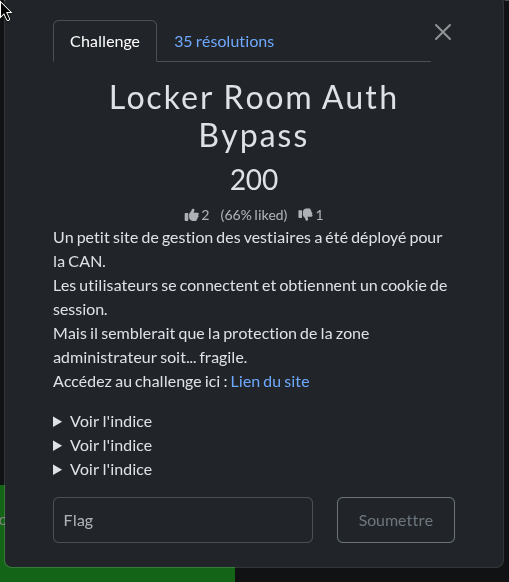 Challenge
35 résolutions
Locker Room Auth
Bypass
200
2 (66% liked) 1
Un petit site de gestion des vestiaires a été déployé pour
la CAN.
Les utilisateurs se connectent et obtiennent un cookie de
session.
Mais il semblerait que la protection de la zone
administrateur soit... fragile.
Accédez au challenge ici : Lien du site
Voir l'indice
Voir l'indice
Voir l'indice
Flag
Soumettre